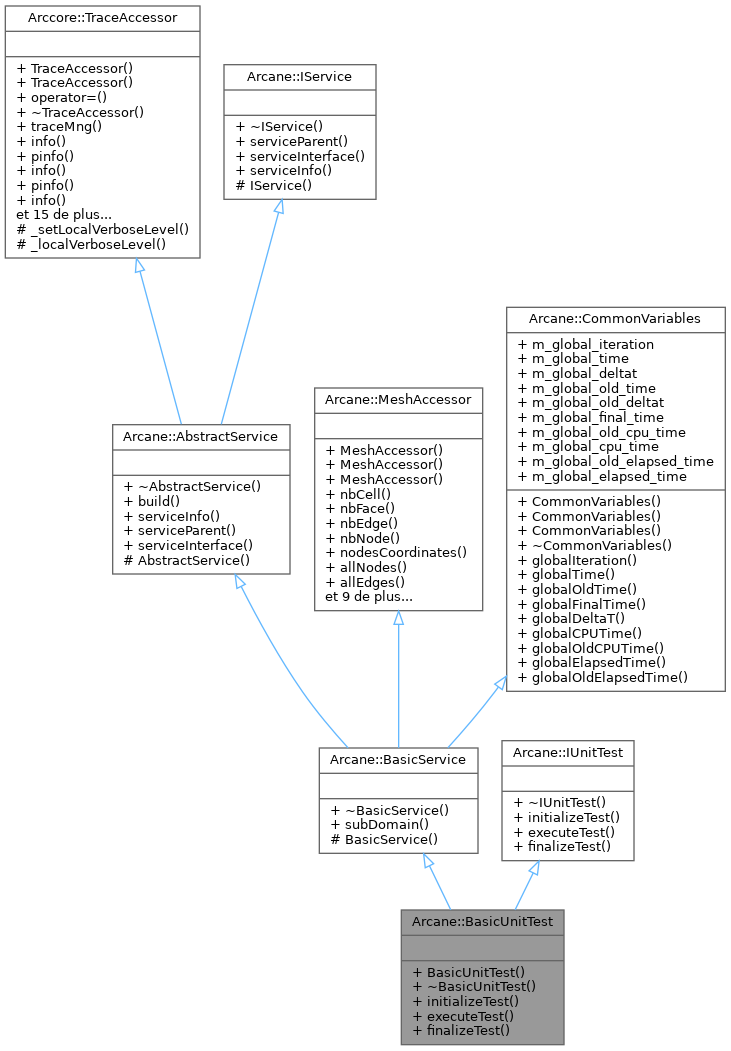 Arccore::TraceAccessor
+ TraceAccessor()
+ TraceAccessor()
+ operator=()
+ ~TraceAccessor()
+ traceMng()
+ info()
+ pinfo()
+ info()
+ pinfo()
+ info()
et 15 de plus...
# _setLocalVerboseLevel()
# _localVerboseLevel()
Arcane::IService
+ ~IService()
+ serviceParent()
+ serviceInterface()
+ serviceInfo()
# IService()
Arcane::CommonVariables
+ m_global_iteration
+ m_global_time
+ m_global_deltat
+ m_global_old_time
+ m_global_old_deltat
+ m_global_final_time
+ m_global_old_cpu_time
+ m_global_cpu_time
+ m_global_old_elapsed_time
+ m_global_elapsed_time
+ CommonVariables()
+ CommonVariables()
+ CommonVariables()
+ ~CommonVariables()
+ globalIteration()
+ globalTime()
+ globalOldTime()
+ globalFinalTime()
+ globalDeltaT()
+ globalCPUTime()
+ globalOldCPUTime()
+ globalElapsedTime()
+ globalOldElapsedTime()
Arcane::MeshAccessor
+ MeshAccessor()
+ MeshAccessor()
+ MeshAccessor()
+ nbCell()
+ nbFace()
+ nbEdge()
+ nbNode()
+ nodesCoordinates()
+ allNodes()
+ allEdges()
et 9 de plus...
Arcane::AbstractService
+ ~AbstractService()
+ build()
+ serviceInfo()
+ serviceParent()
+ serviceInterface()
# AbstractService()
Arcane::BasicService
+ ~BasicService()
+ subDomain()
# BasicService()
Arcane::IUnitTest
+ ~IUnitTest()
+ initializeTest()
+ executeTest()
+ finalizeTest()
Arcane::BasicUnitTest
+ BasicUnitTest()
+ ~BasicUnitTest()
+ initializeTest()
+ executeTest()
+ finalizeTest()